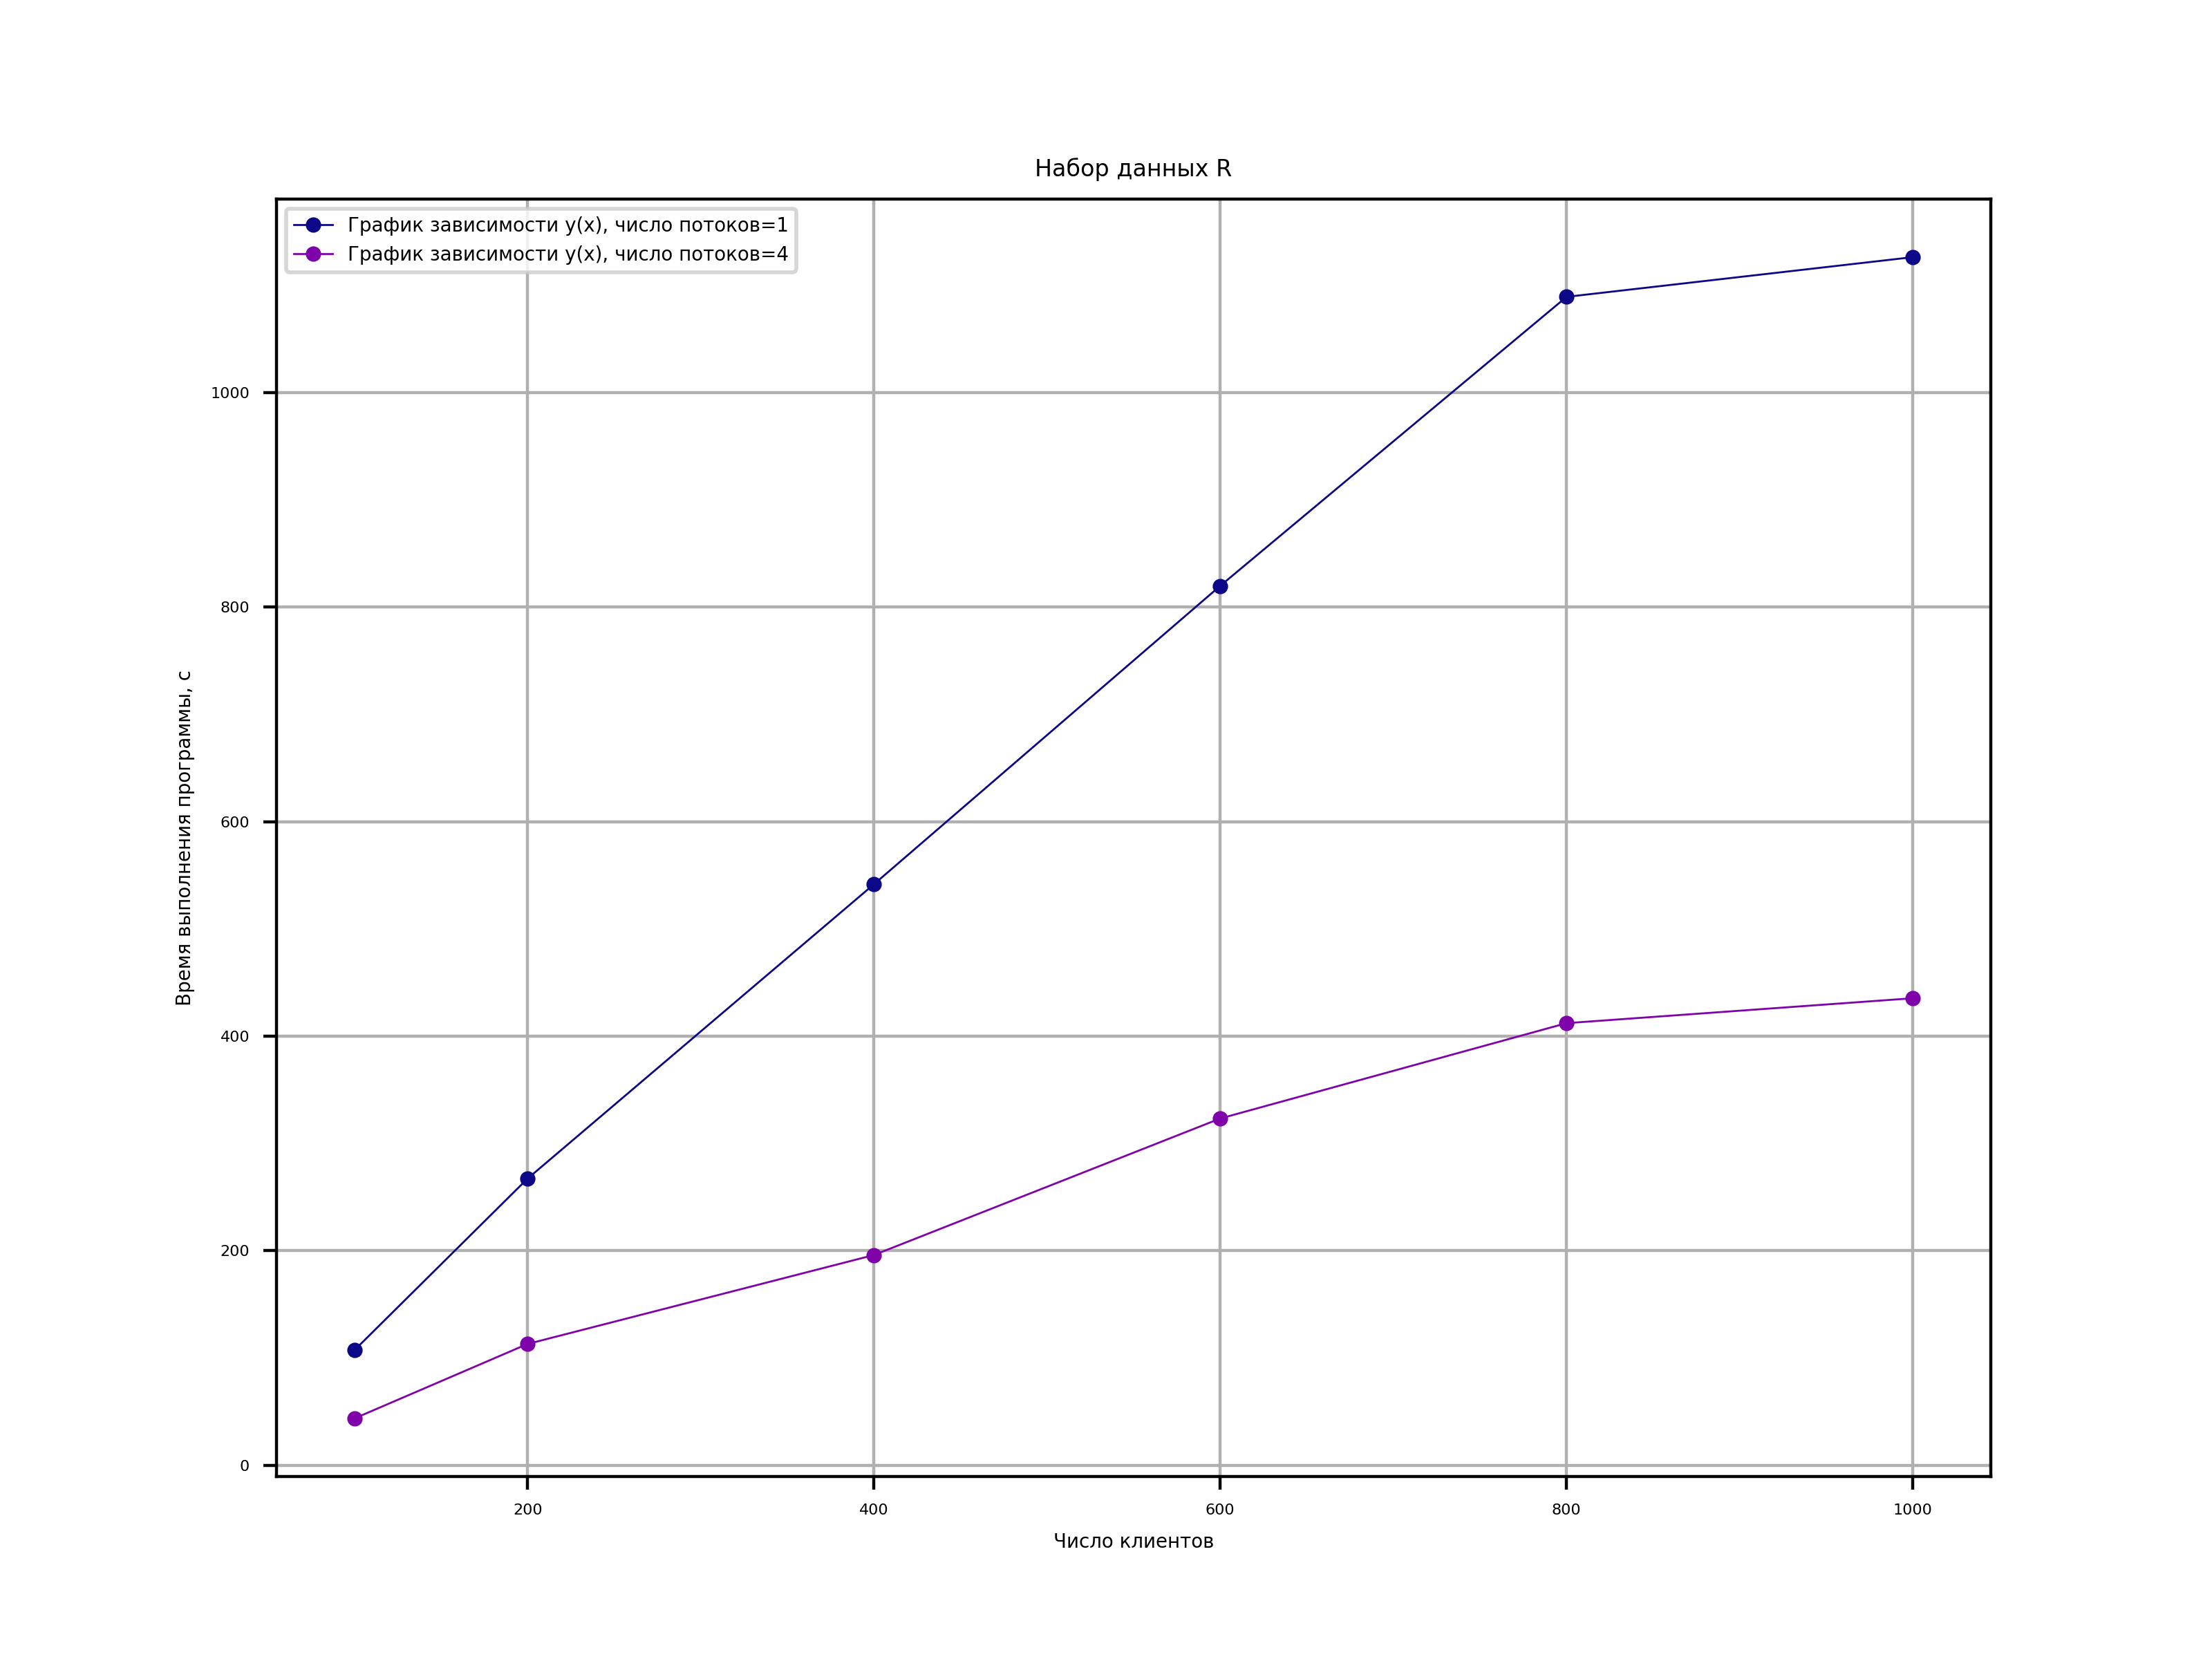 Набор данных R
График зависимости y(x), число потоков=1
График зависимости y(x), число потоков=4
1000
800
600
400
200
0
Время выполнения программы, с
200 400 600 800 1000
Число клиентов